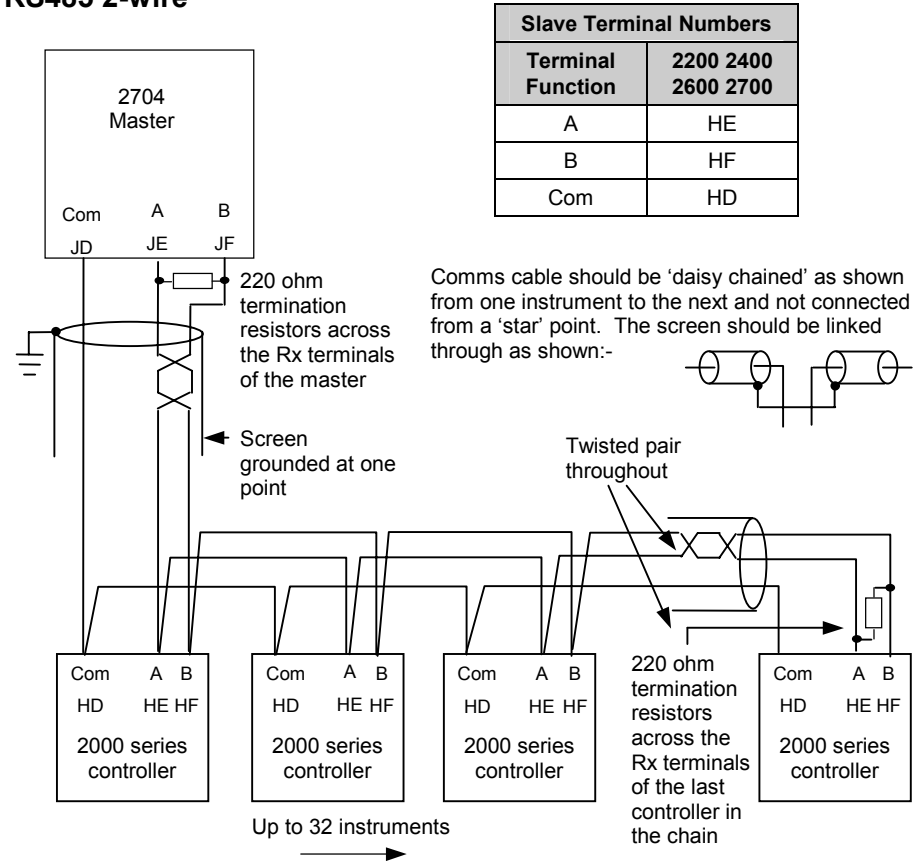 RS485 2-wire
Slave Terminal Numbers
Terminal Function
2200 2400
2600 2700
A HE
B HF
Com HD
2704
Master
Com A B
JD JE JF
220 ohm
termination
resistors across
the Rx terminals
of the master
Comms cable should be ‘daisy chained’ as shown
from one instrument to the next and not connected
from a ‘star’ point. The screen should be linked
through as shown:-
Screen
grounded at one
point
Twisted pair
throughout
Com A B
HD HE HF
2000 series
controller
Com A B
HD HE HF
2000 series
controller
Com A B
HD HE HF
2000 series
controller
220 ohm
termination
resistors
across the
Rx terminals
of the last
controller in
the chain
Com A B
HD HE HF
2000 series
controller
Up to 32 instruments